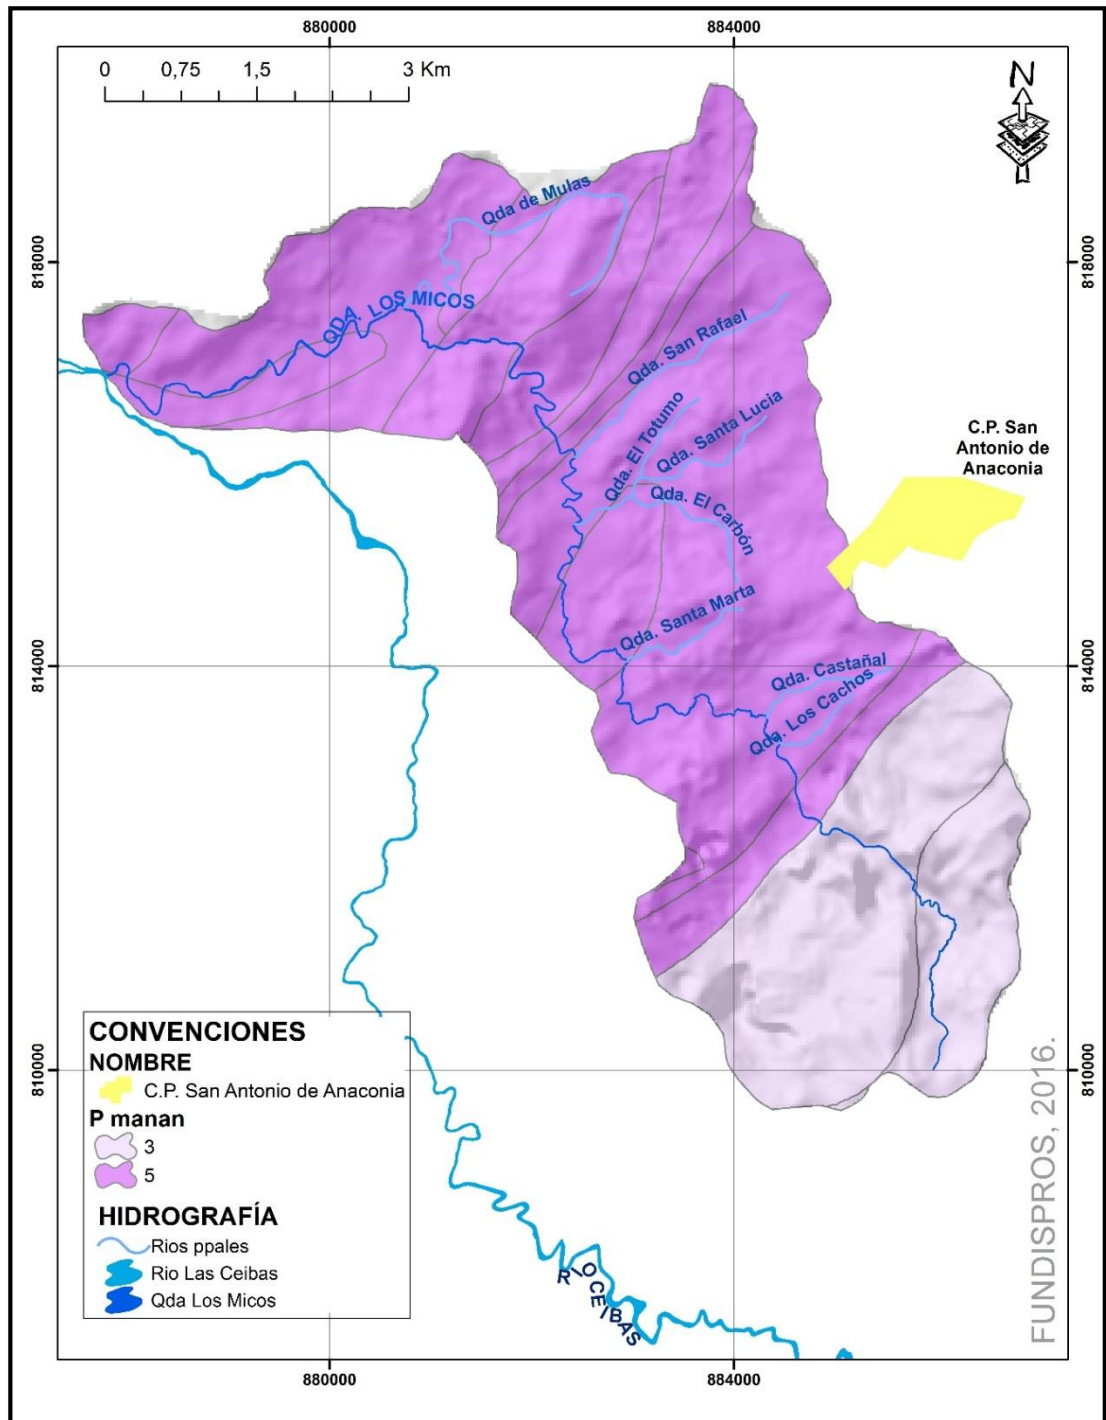 880000
884000
0
0,75
1,5
3 Km
N
Qda de Mulas
818000
818000
QDA. LOS MICOS
Qda. San Rafael
Qda. El Totumo
Qda. Santa Lucia
C.P. San
Antonio de
Anaconia
Qda. El Carbón
Qda. Santa Marta
814000
814000
Qda. Castañal
Qda. Los Cachos
CONVENCIONES
NOMBRE
C.P. San Antonio de Anaconia
P manan
3
5
HIDROGRAFÍA
Rios ppales
Rio Las Ceibas
Qda Los Micos
810000
810000
RIO CEIBAS
FUNDISPROS, 2016.
880000
884000